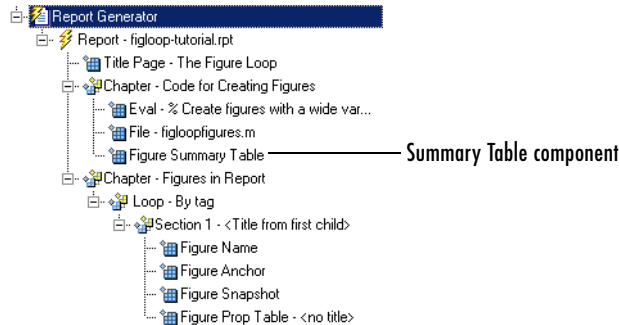 Report Generator
Report - figloop-tutorial.rpt
Title Page - The Figure Loop
Chapter - Code for Creating Figures
Eval - % Create figures with a wide var...
File - figloopfigures.m
Figure Summary Table
Summary Table component
Chapter - Figures in Report
Loop - By tag
Section 1 - <Title from first child>
Figure Name
Figure Anchor
Figure Snapshot
Figure Prop Table - <no title>